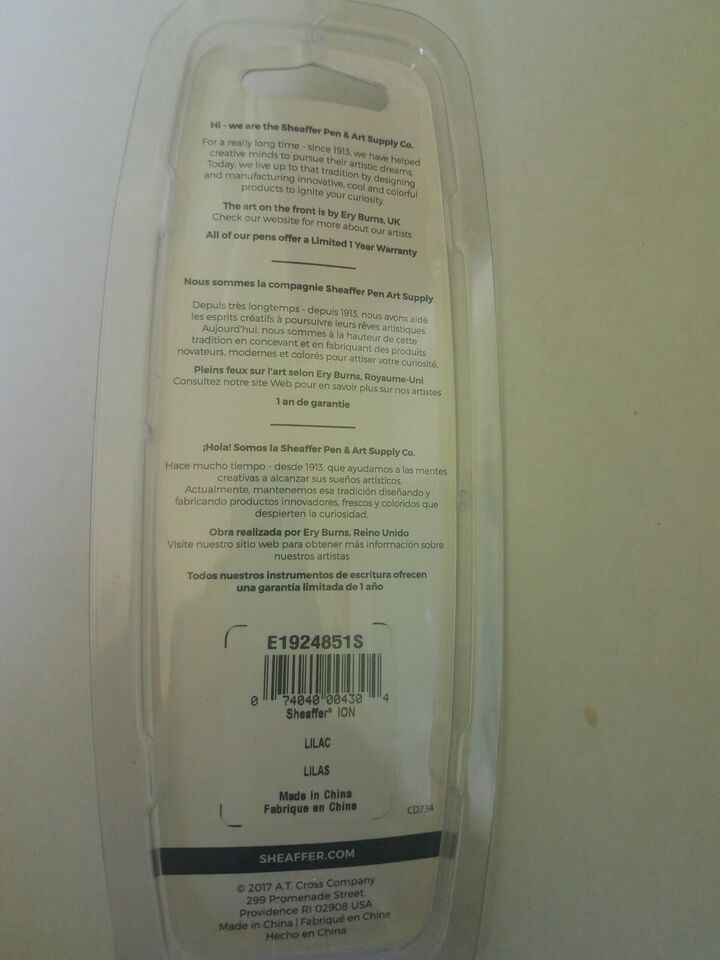 Hi - we are the Sheaffer Pen & Art Supply Co.
For a really long time - since 1913, we have helped
creative minds to pursue their artistic dreams.
Today, we live up to that tradition by designing
and manufacturing innovative, cool and colorful
products to ignite your curiosity.
The art on the front is by Ery Burns, UK
Check our website for more about our artists
All of our pens offer a Limited 1 Year Warranty
Nous sommes la compagnie Sheaffer Pen Art Supply
Depuis très longtemps - depuis 1913, nous avons aidé
les esprits créatifs à poursuivre leurs rêves artistiques.
Aujourd'hui, nous sommes à la hauteur de cette
tradition en concevant et en fabriquant des produits
novateurs, modernes et colorés pour attiser votre curiosité.
Pleins feux sur l'art selon Ery Burns, Royaume-Uni
Consultez notre site Web pour en savoir plus sur nos artistes
1 an de garantie
¡Hola! Somos la Sheaffer Pen & Art Supply Co.
Hace mucho tiempo - desde 1913, que ayudamos a las mentes
creativas a alcanzar sus sueños artísticos.
Actualmente, mantenemos esa tradición diseñando y
fabricando productos innovadores, frescos y coloridos que
despierten la curiosidad.
Obra realizada por Ery Burns, Reino Unido
Visite nuestro sitio web para obtener más información sobre
nuestros artistas
Todos nuestros instrumentos de escritura ofrecen
una garantía limitada de 1 año
E1924851S
0 74040 00430 4
Sheaffer® ION
LILAC
LILAS
Made in China
Fabrique en Chine
CD734
SHEAFFER.COM
© 2017 A.T. Cross Company
299 Promenade Street,
Providence RI 02908 USA
Made in China | Fabriqué en Chine
Hecho en China